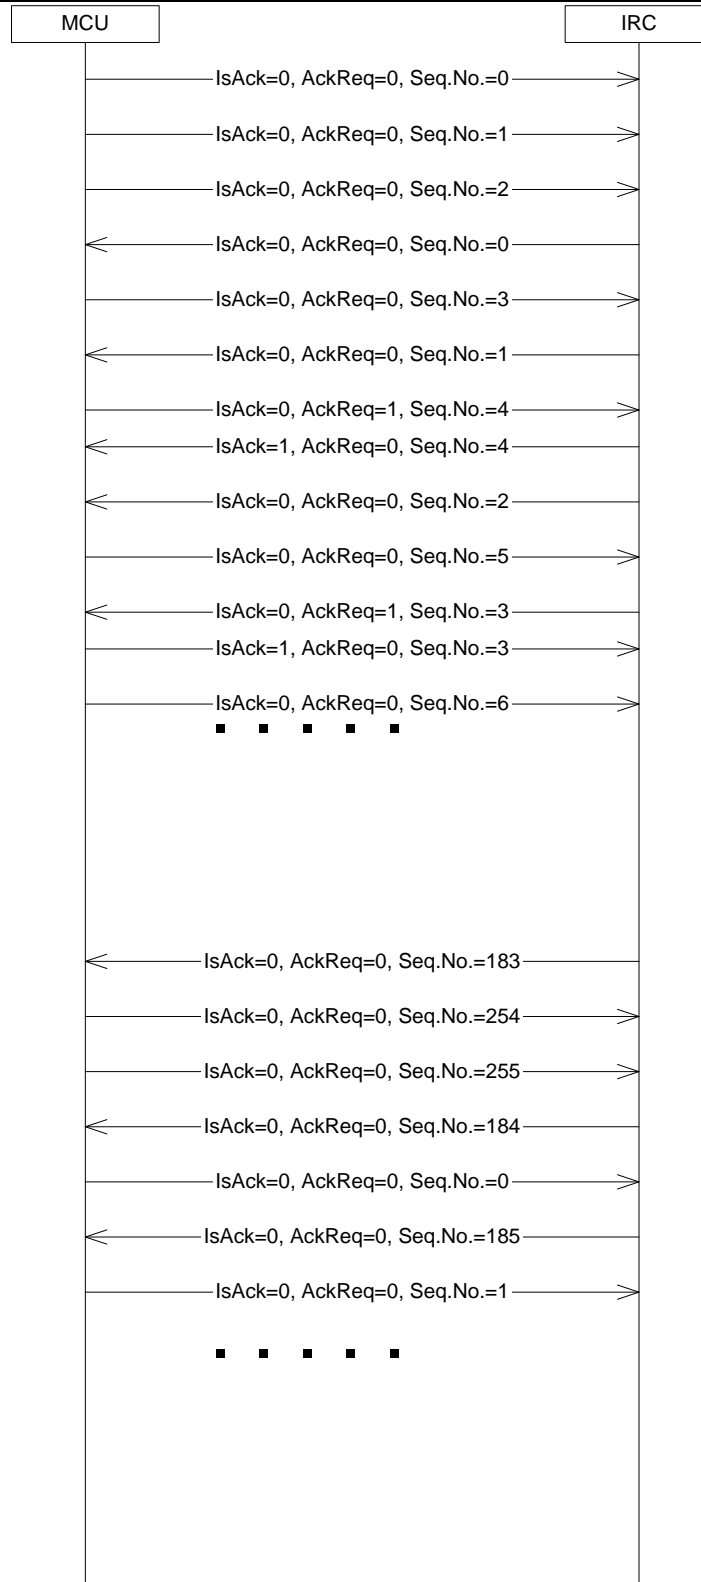 MCU
IRC
IsAck=0, AckReq=0, Seq.No.=0
IsAck=0, AckReq=0, Seq.No.=1
IsAck=0, AckReq=0, Seq.No.=2
IsAck=0, AckReq=0, Seq.No.=0
IsAck=0, AckReq=0, Seq.No.=3
IsAck=0, AckReq=0, Seq.No.=1
IsAck=0, AckReq=1, Seq.No.=4
IsAck=1, AckReq=0, Seq.No.=4
IsAck=0, AckReq=0, Seq.No.=2
IsAck=0, AckReq=0, Seq.No.=5
IsAck=0, AckReq=1, Seq.No.=3
IsAck=1, AckReq=0, Seq.No.=3
IsAck=0, AckReq=0, Seq.No.=6
IsAck=0, AckReq=0, Seq.No.=183
IsAck=0, AckReq=0, Seq.No.=254
IsAck=0, AckReq=0, Seq.No.=255
IsAck=0, AckReq=0, Seq.No.=184
IsAck=0, AckReq=0, Seq.No.=0
IsAck=0, AckReq=0, Seq.No.=185
IsAck=0, AckReq=0, Seq.No.=1